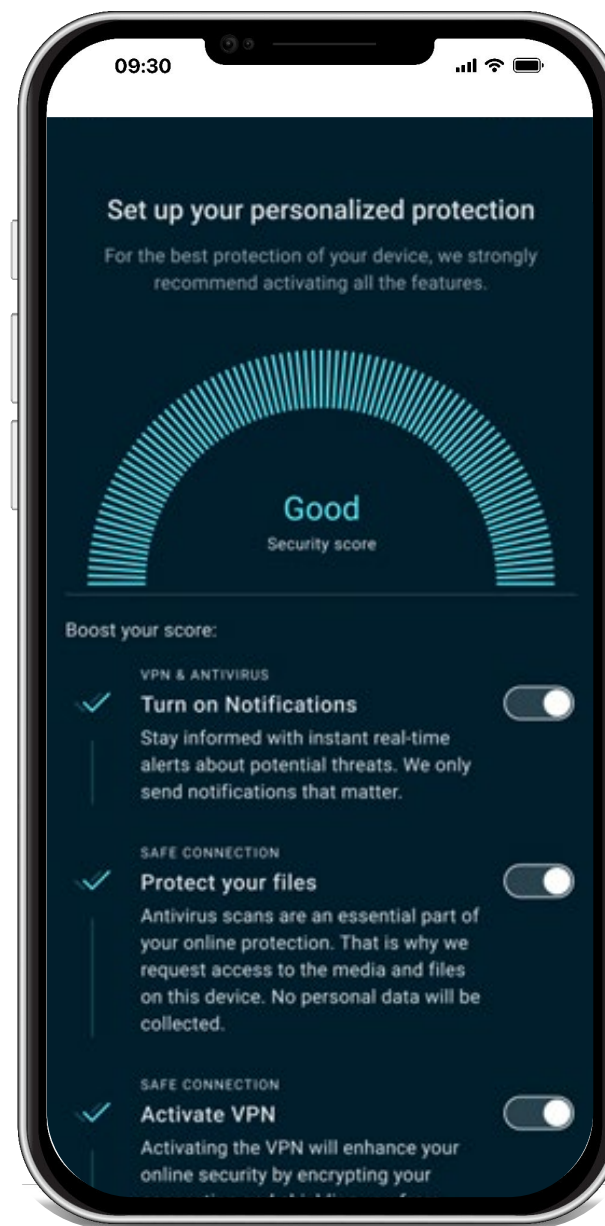 09:30
Set up your personalized protection
For the best protection of your device, we strongly
recommend activating all the features.
Good
Security score
Boost your score:
VPN & ANTIVIRUS
Turn on Notifications
Stay informed with instant real-time
alerts about potential threats. We only
send notifications that matter.
SAFE CONNECTION
Protect your files
Antivirus scans are an essential part of
your online protection. That is why we
request access to the media and files
on this device. No personal data will be
collected.
SAFE CONNECTION
Activate VPN
Activating the VPN will enhance your
online security by encrypting your